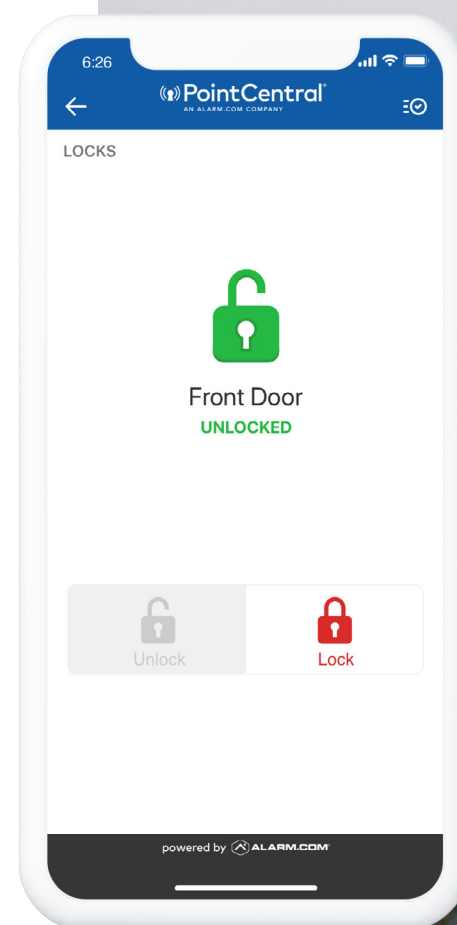 6:26
PointCentral®
AN ALARM.COM COMPANY
LOCKS
Front Door
UNLOCKED
Unlock
Lock
powered by ALARM.COM®